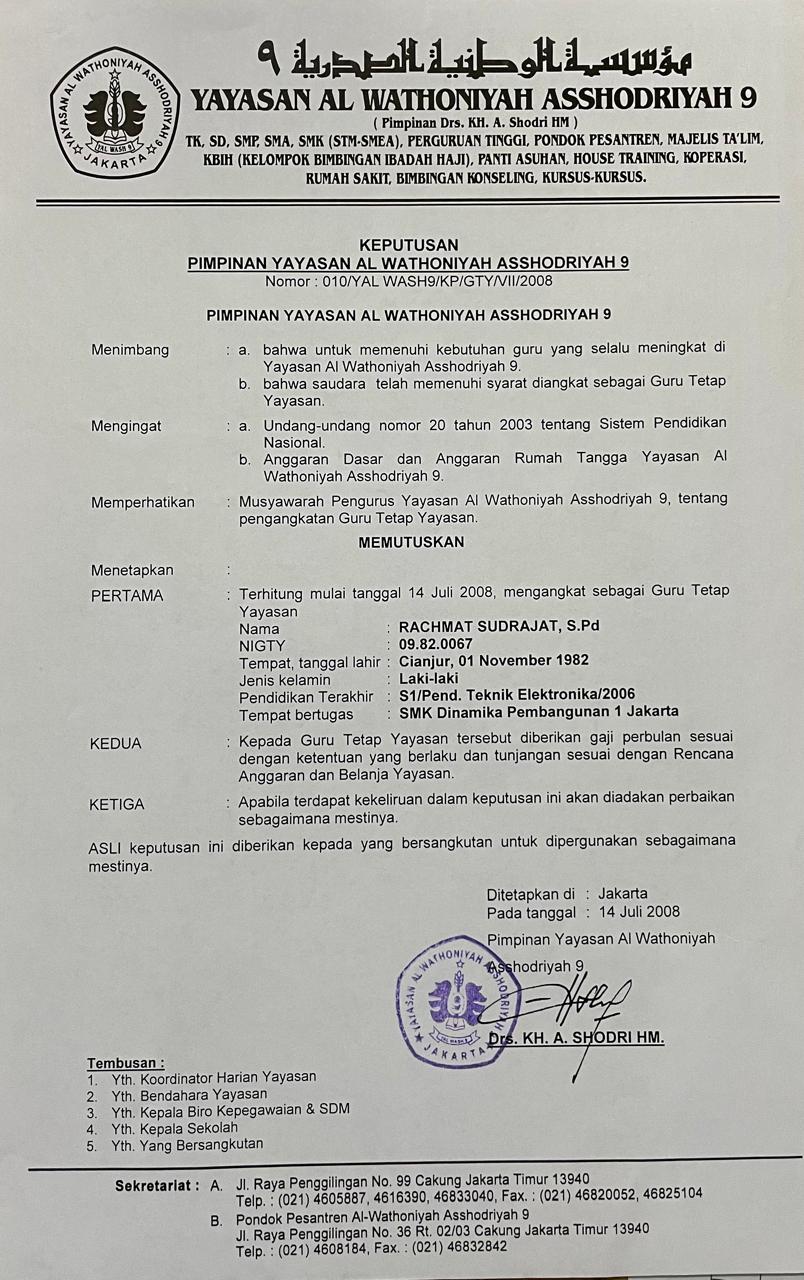 مؤسسة الوطنية الصدرية ٩
YAYASAN AL WATHONIYAH ASSHODRIYAH 9
( Pimpinan Drs. KH. A. Shodri HM )
TK, SD, SMP, SMA, SMK (STM-SMEA), PERGURUAN TINGGI, PONDOK PESANTREN, MAJELIS TA'LIM,
KBIH (KELOMPOK BIMBINGAN IBADAH HAJI), PANTI ASUHAN, HOUSE TRAINING, KOPERASI,
RUMAH SAKIT, BIMBINGAN KONSELING, KURSUS-KURSUS.
YAYASAN AL WATHONIYAH ASSHODRIYAH 9
YAL WASH 9
JAKARTA
KEPUTUSAN
PIMPINAN YAYASAN AL WATHONIYAH ASSHODRIYAH 9
Nomor : 010/YAL WASH9/KP/GTY/VII/2008
PIMPINAN YAYASAN AL WATHONIYAH ASSHODRIYAH 9
Menimbang : a. bahwa untuk memenuhi kebutuhan guru yang selalu meningkat di
Yayasan Al Wathoniyah Asshodriyah 9.
b. bahwa saudara telah memenuhi syarat diangkat sebagai Guru Tetap
Yayasan.
Mengingat : a. Undang-undang nomor 20 tahun 2003 tentang Sistem Pendidikan
Nasional.
b. Anggaran Dasar dan Anggaran Rumah Tangga Yayasan Al
Wathoniyah Asshodriyah 9.
Memperhatikan : Musyawarah Pengurus Yayasan Al Wathoniyah Asshodriyah 9, tentang
pengangkatan Guru Tetap Yayasan.
MEMUTUSKAN
Menetapkan :
PERTAMA : Terhitung mulai tanggal 14 Juli 2008, mengangkat sebagai Guru Tetap
Yayasan
Nama : RACHMAT SUDRAJAT, S.Pd
NIGTY : 09.82.0067
Tempat, tanggal lahir : Cianjur, 01 November 1982
Jenis kelamin : Laki-laki
Pendidikan Terakhir : S1/Pend. Teknik Elektronika/2006
Tempat bertugas : SMK Dinamika Pembangunan 1 Jakarta
KEDUA : Kepada Guru Tetap Yayasan tersebut diberikan gaji perbulan sesuai
dengan ketentuan yang berlaku dan tunjangan sesuai dengan Rencana
Anggaran dan Belanja Yayasan.
KETIGA : Apabila terdapat kekeliruan dalam keputusan ini akan diadakan perbaikan
sebagaimana mestinya.
ASLI keputusan ini diberikan kepada yang bersangkutan untuk dipergunakan sebagaimana
mestinya.
Ditetapkan di : Jakarta
Pada tanggal : 14 Juli 2008
Pimpinan Yayasan Al Wathoniyah
Asshodriyah 9
YAYASAN AL WATHONIYAH ASSHODRIYAH 9
YAL WASH 9
JAKARTA
Drs. KH. A. SHODRI HM.
Tembusan :
1. Yth. Koordinator Harian Yayasan
2. Yth. Bendahara Yayasan
3. Yth. Kepala Biro Kepegawaian & SDM
4. Yth. Kepala Sekolah
5. Yth. Yang Bersangkutan
Sekretariat : A. Jl. Raya Penggilingan No. 99 Cakung Jakarta Timur 13940
Telp. : (021) 4605887, 4616390, 46833040, Fax. : (021) 46820052, 46825104
B. Pondok Pesantren Al-Wathoniyah Asshodriyah 9
Jl. Raya Penggilingan No. 36 Rt. 02/03 Cakung Jakarta Timur 13940
Telp. : (021) 4608184, Fax. : (021) 46832842